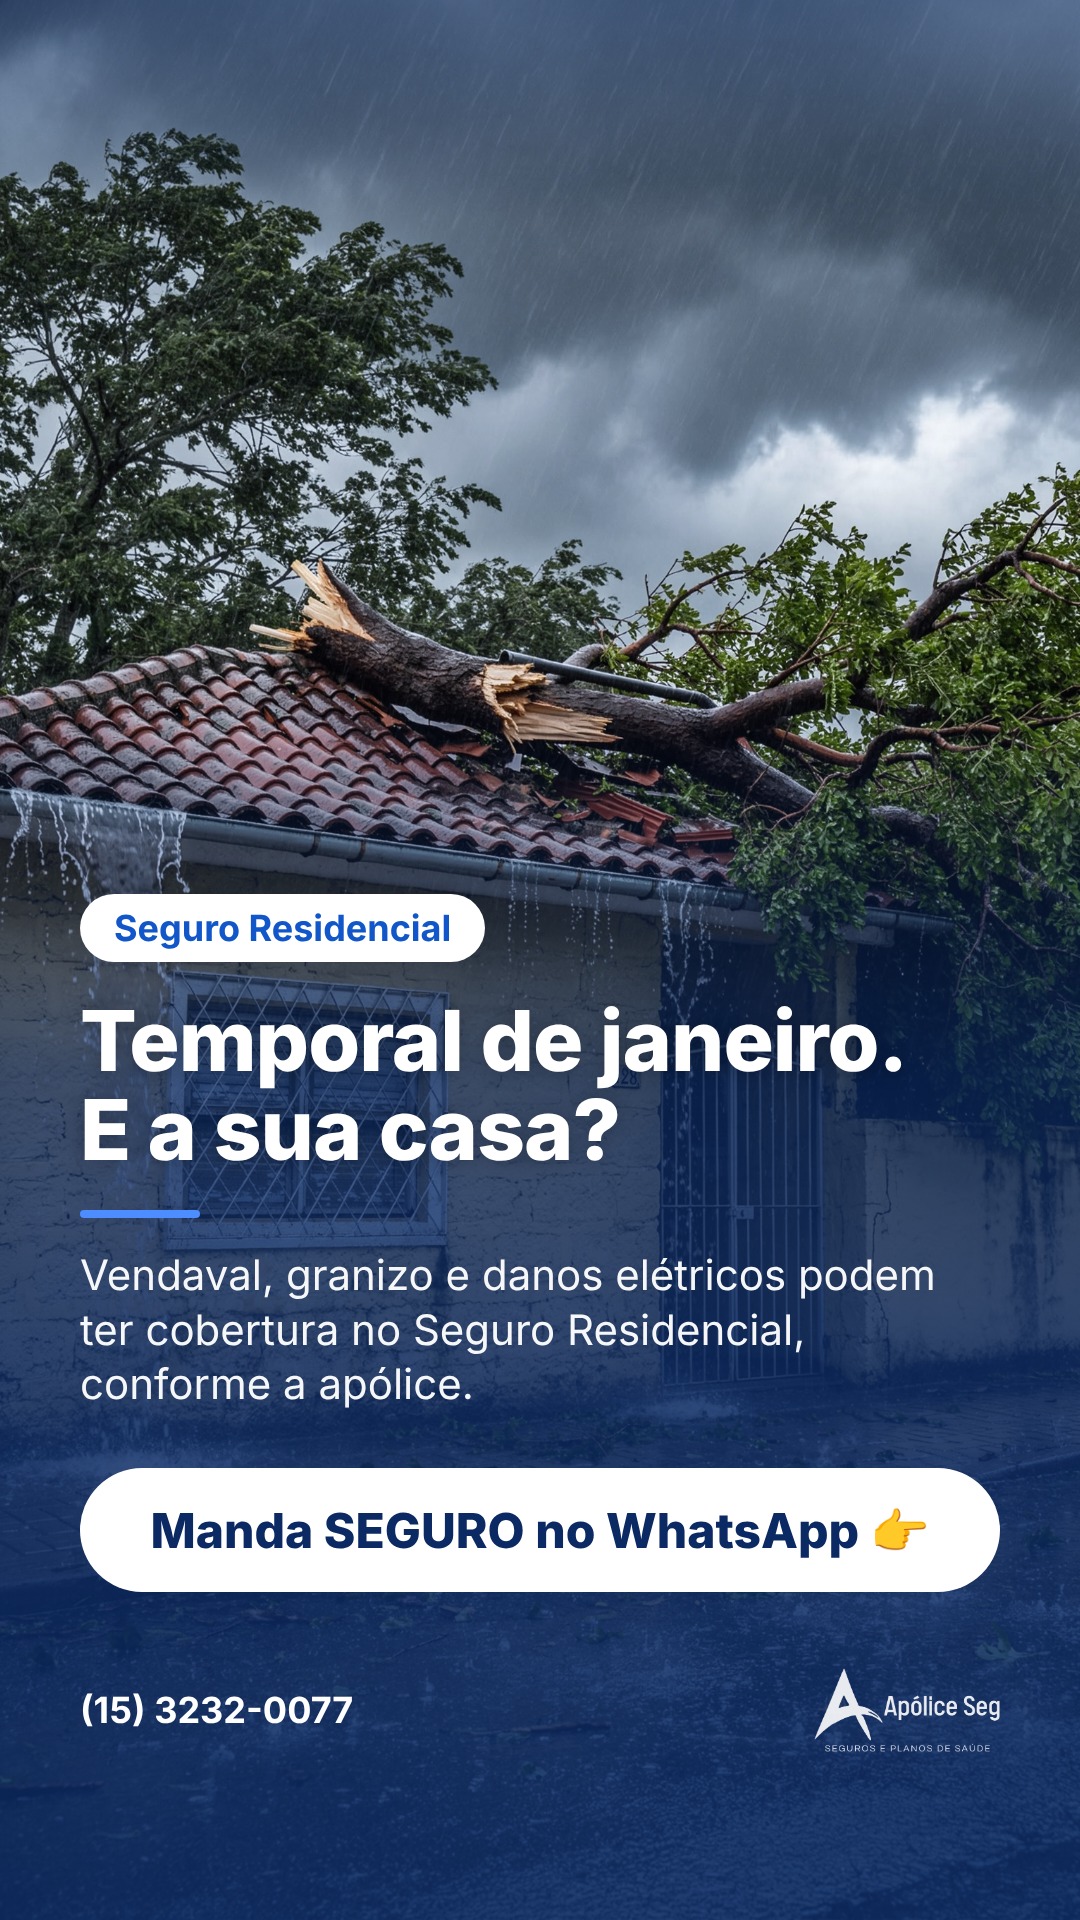 Seguro Residencial
Temporal de janeiro.
E a sua casa?
28
Vendaval, granizo e danos elétricos podem
ter cobertura no Seguro Residencial,
conforme a apólice.
Manda SEGURO no WhatsApp 👉
(15) 3232-0077
Apólice Seg
SEGUROS E PLANOS DE SAÚDE